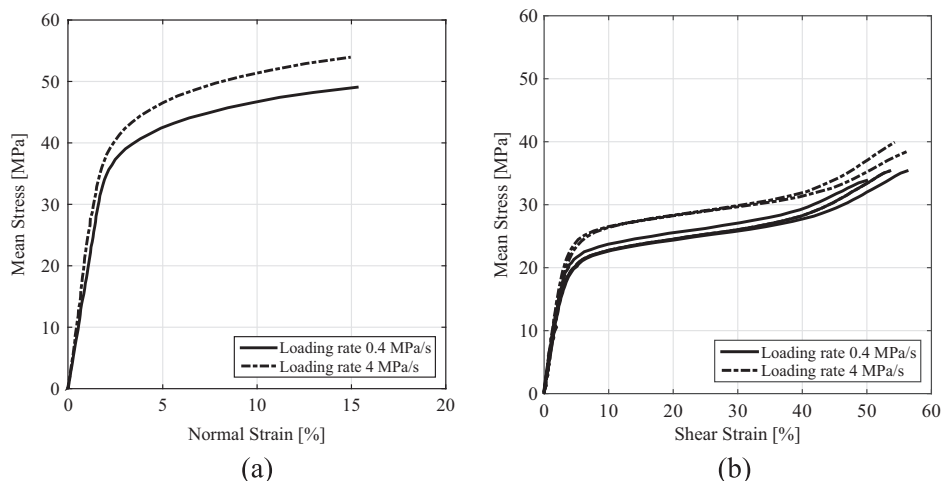 60
50
40
30
20
10
0
Mean Stress [MPa]
Loading rate 0.4 MPa/s
Loading rate 4 MPa/s
0 5 10 15 20
Normal Strain [%]
(a)
60
50
40
30
20
10
0
Mean Stress [MPa]
Loading rate 0.4 MPa/s
Loading rate 4 MPa/s
0 10 20 30 40 50 60
Shear Strain [%]
(b)